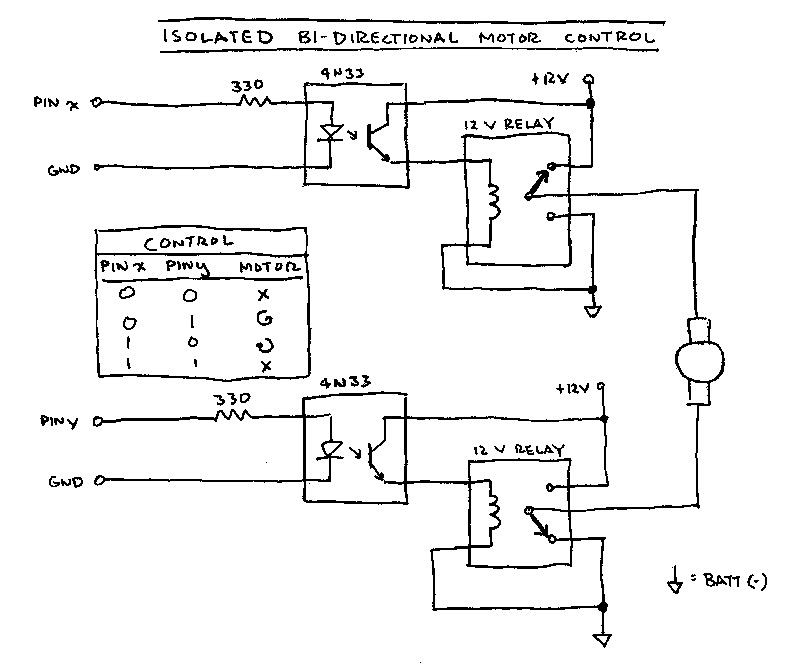 ISOLATED BI-DIRECTIONAL MOTOR CONTROL
4N33
330
+12V
PIN X
12 V RELAY
GND
CONTROL
PIN X PIN Y MOTOR
0 0 X
0 1 ↺
1 0 ↻
1 1 X
4N33
330
+12V
PIN Y
12 V RELAY
GND
= BATT (-)